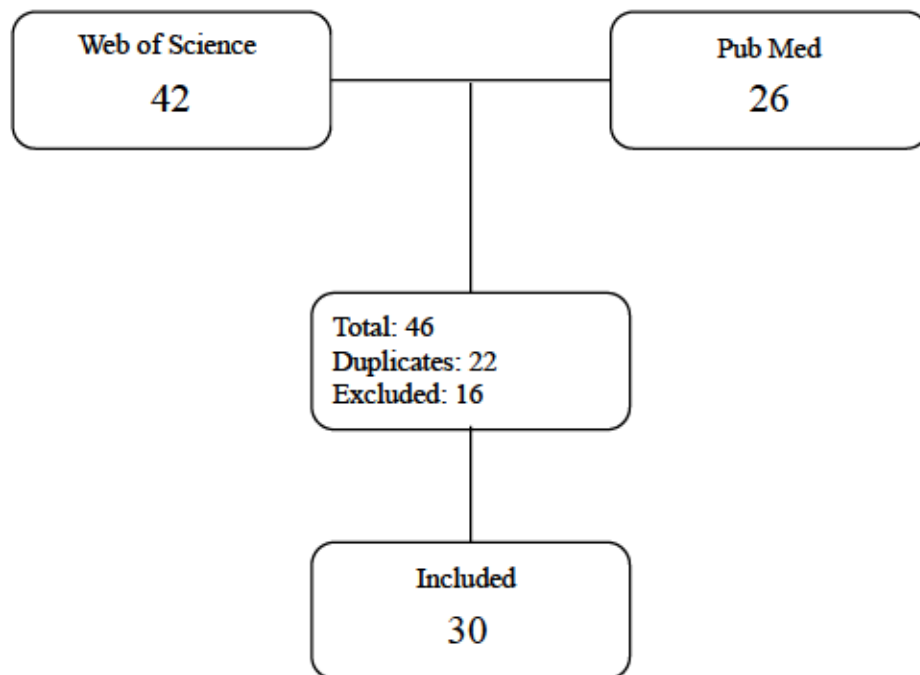 Web of Science
42
Pub Med
26
Total: 46
Duplicates: 22
Excluded: 16
Included
30